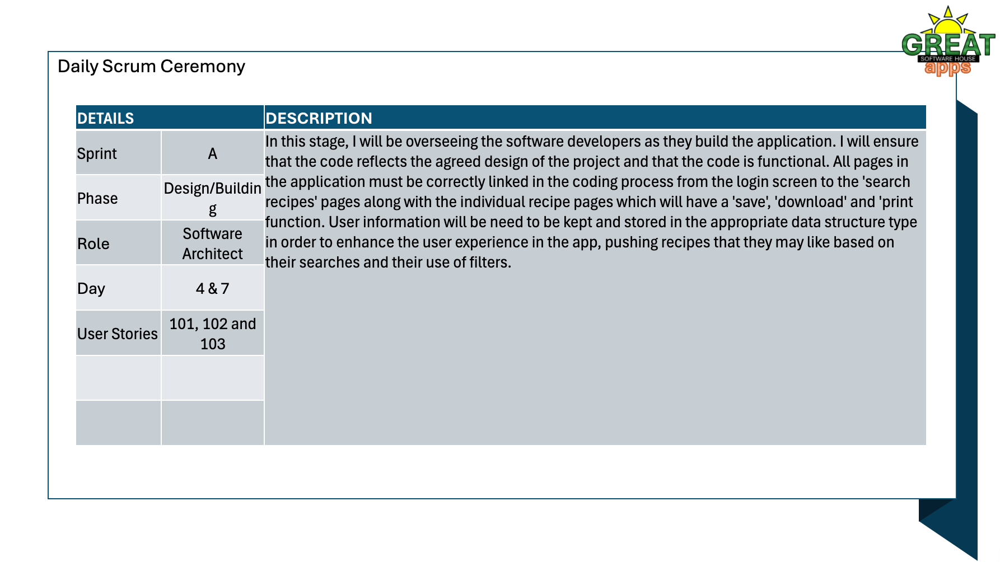 GREAT
SOFTWARE HOUSE
apps
Daily Scrum Ceremony
DETAILS
DESCRIPTION
Sprint
A
Phase
Design/Buildin
g
Role
Software
Architect
Day
4 & 7
User Stories
101, 102 and
103
In this stage, I will be overseeing the software developers as they build the application. I will ensure
that the code reflects the agreed design of the project and that the code is functional. All pages in
the application must be correctly linked in the coding process from the login screen to the 'search
recipes' pages along with the individual recipe pages which will have a 'save', 'download' and 'print
function. User information will be need to be kept and stored in the appropriate data structure type
in order to enhance the user experience in the app, pushing recipes that they may like based on
their searches and their use of filters.